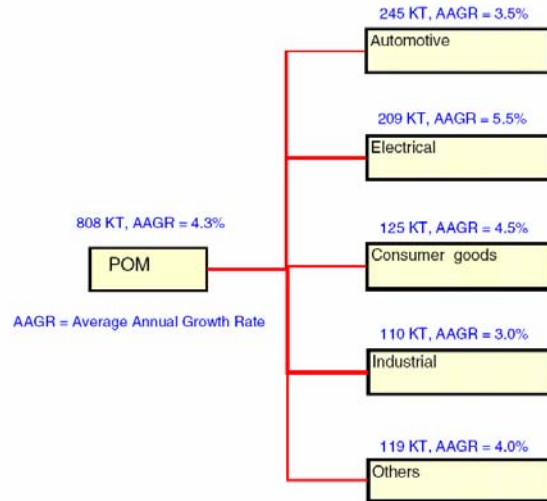 245 KT, AAGR = 3.5%
Automotive
209 KT, AAGR = 5.5%
Electrical
808 KT, AAGR = 4.3%
POM
AAGR = Average Annual Growth Rate
125 KT, AAGR = 4.5%
Consumer goods
110 KT, AAGR = 3.0%
Industrial
119 KT, AAGR = 4.0%
Others